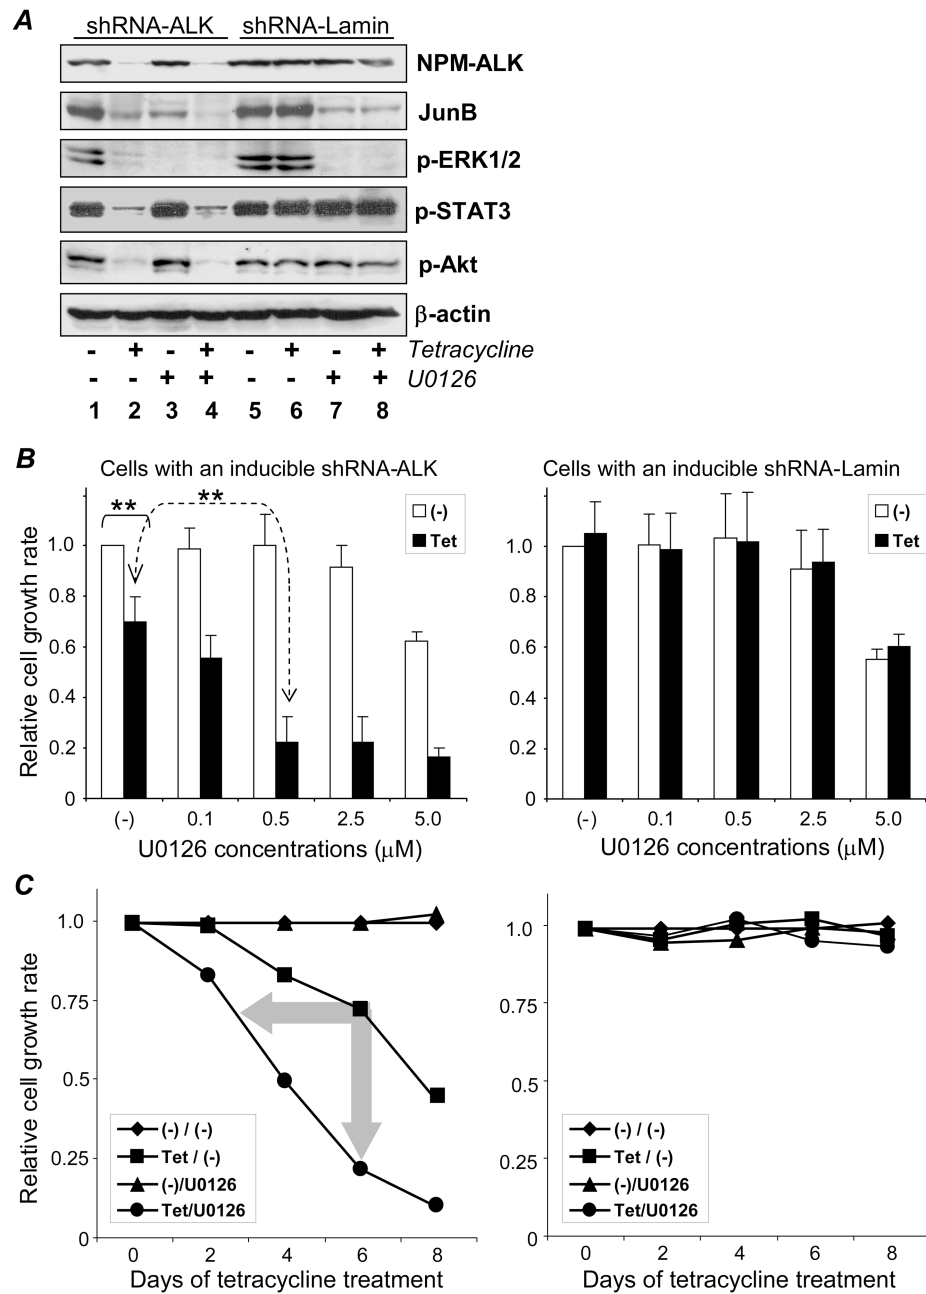 A
shRNA-ALK shRNA-Lamin
NPM-ALK
JunB
p-ERK1/2
p-STAT3
p-Akt
β-actin
- + - + - + - + Tetracycline
- - + + - - + + U0126
1 2 3 4 5 6 7 8
B
Cells with an inducible shRNA-ALK
** **
(-)
Tet
1.0
0.8
0.6
0.4
0.2
0
Relative cell growth rate
(-) 0.1 0.5 2.5 5.0
U0126 concentrations (μM)
Cells with an inducible shRNA-Lamin
(-)
Tet
1.0
0.8
0.6
0.4
0.2
0
(-) 0.1 0.5 2.5 5.0
U0126 concentrations (μM)
C
1.0
0.75
0.5
0.25
0
Relative cell growth rate
(-) / (-)
Tet / (-)
(-)/U0126
Tet/U0126
0 2 4 6 8
Days of tetracycline treatment
1.0
0.75
0.5
0.25
0
(-) / (-)
Tet / (-)
(-)/U0126
Tet/U0126
0 2 4 6 8
Days of tetracycline treatment